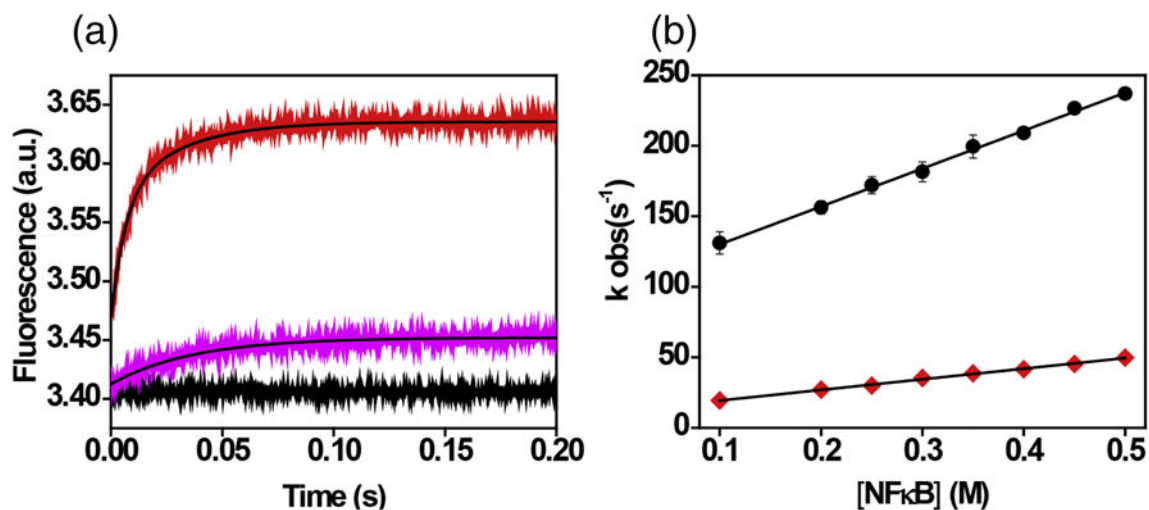 (a)
Fluorescence (a.u.)
3.65
3.60
3.55
3.50
3.45
3.40
0.00 0.05 0.10 0.15 0.20
Time (s)
(b)
k obs(s⁻¹)
250
200
150
100
50
0
0.1 0.2 0.3 0.4 0.5
[NFκB] (M)